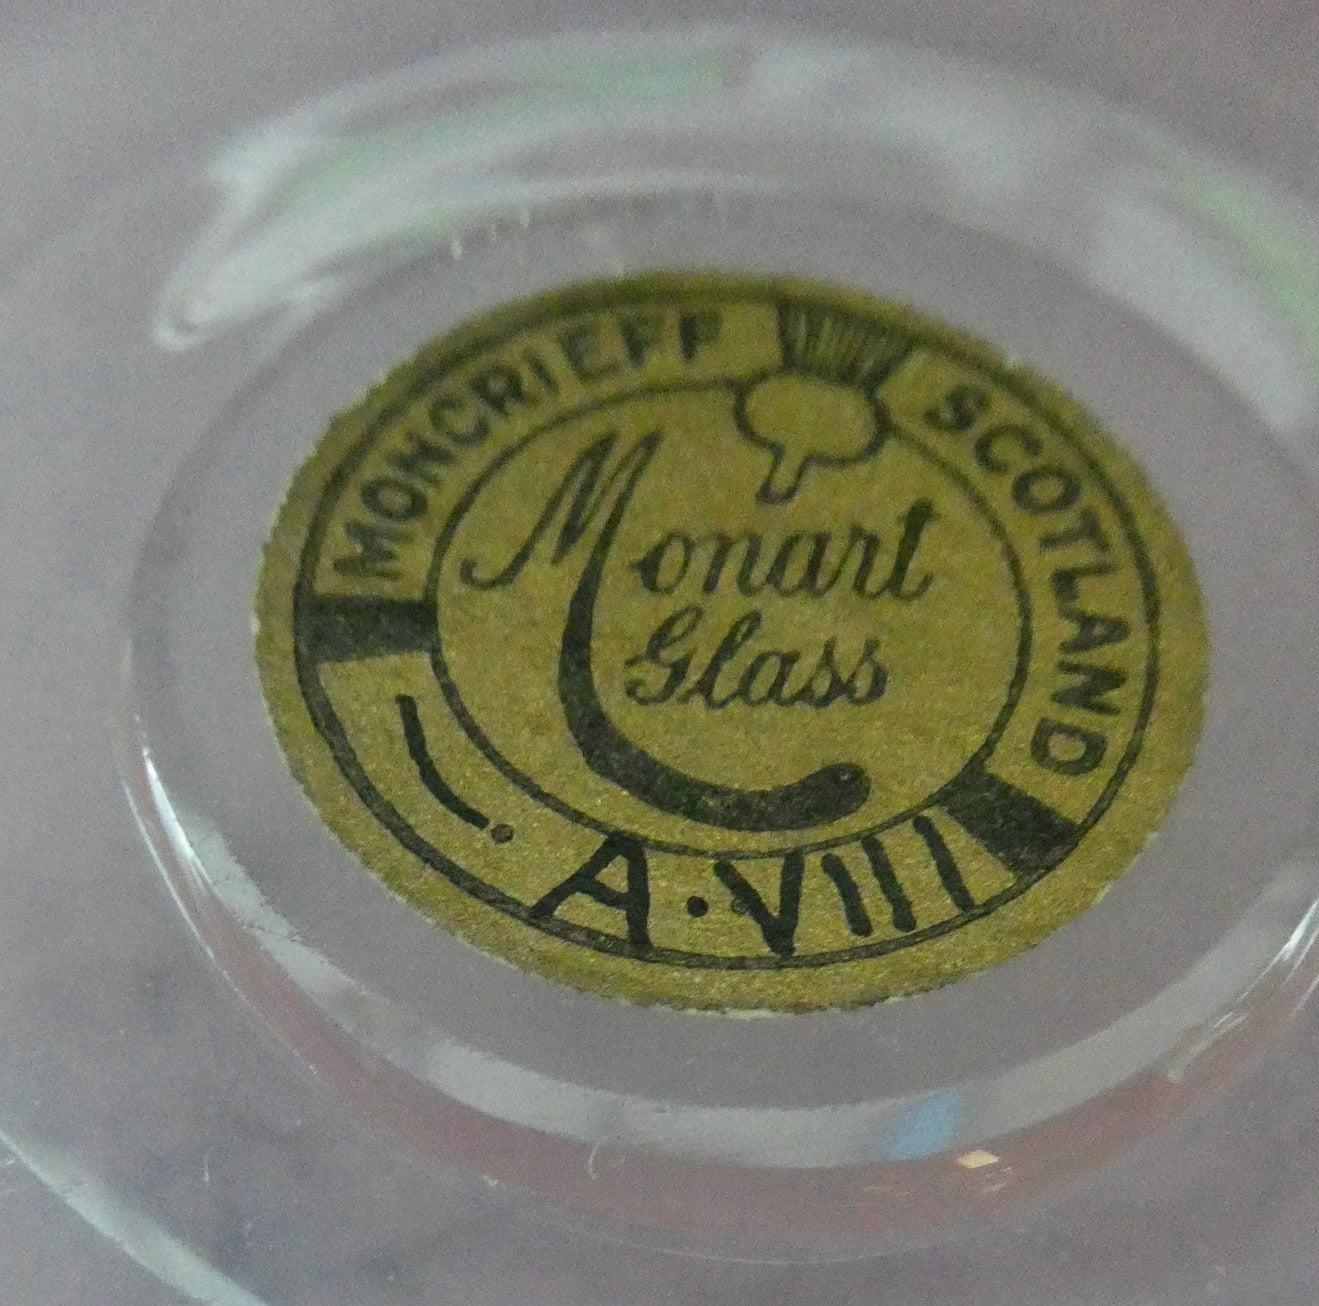 MONCRIEFF SCOTLAND
Monart
Glass
I. A. VIII